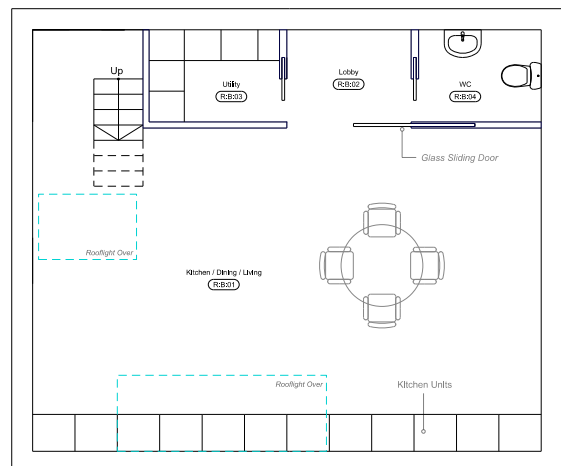 Up
Utility
R:B:03
Lobby
R:B:02
WC
R:B:04
Glass Sliding Door
Rooflight Over
Kitchen / Dining / Living
R:B:01
Rooflight Over
Kitchen Units